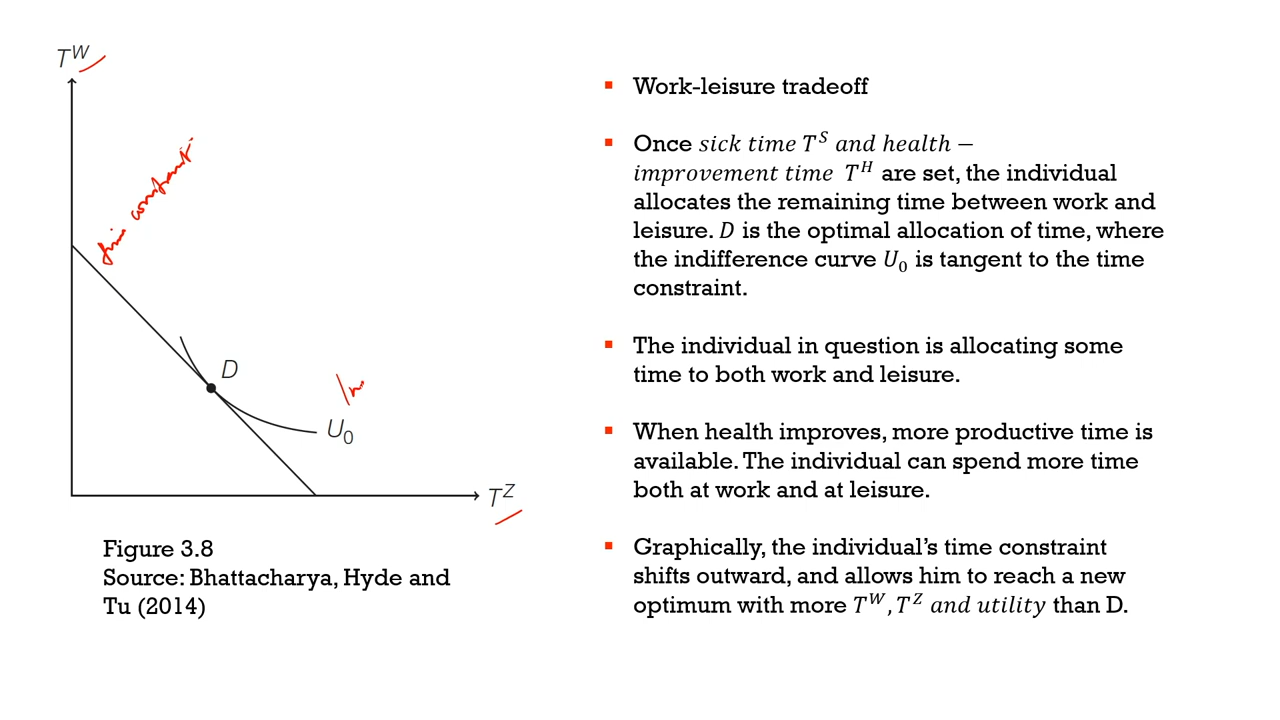 T^W
time constraint
D
U₀
T^Z
Figure 3.8
Source: Bhattacharya, Hyde and
Tu (2014)
▪ Work-leisure tradeoff
▪ Once sick time T^S and health –
improvement time T^H are set, the individual
allocates the remaining time between work and
leisure. D is the optimal allocation of time, where
the indifference curve U₀ is tangent to the time
constraint.
▪ The individual in question is allocating some
time to both work and leisure.
▪ When health improves, more productive time is
available. The individual can spend more time
both at work and at leisure.
▪ Graphically, the individual’s time constraint
shifts outward, and allows him to reach a new
optimum with more T^W, T^Z and utility than D.